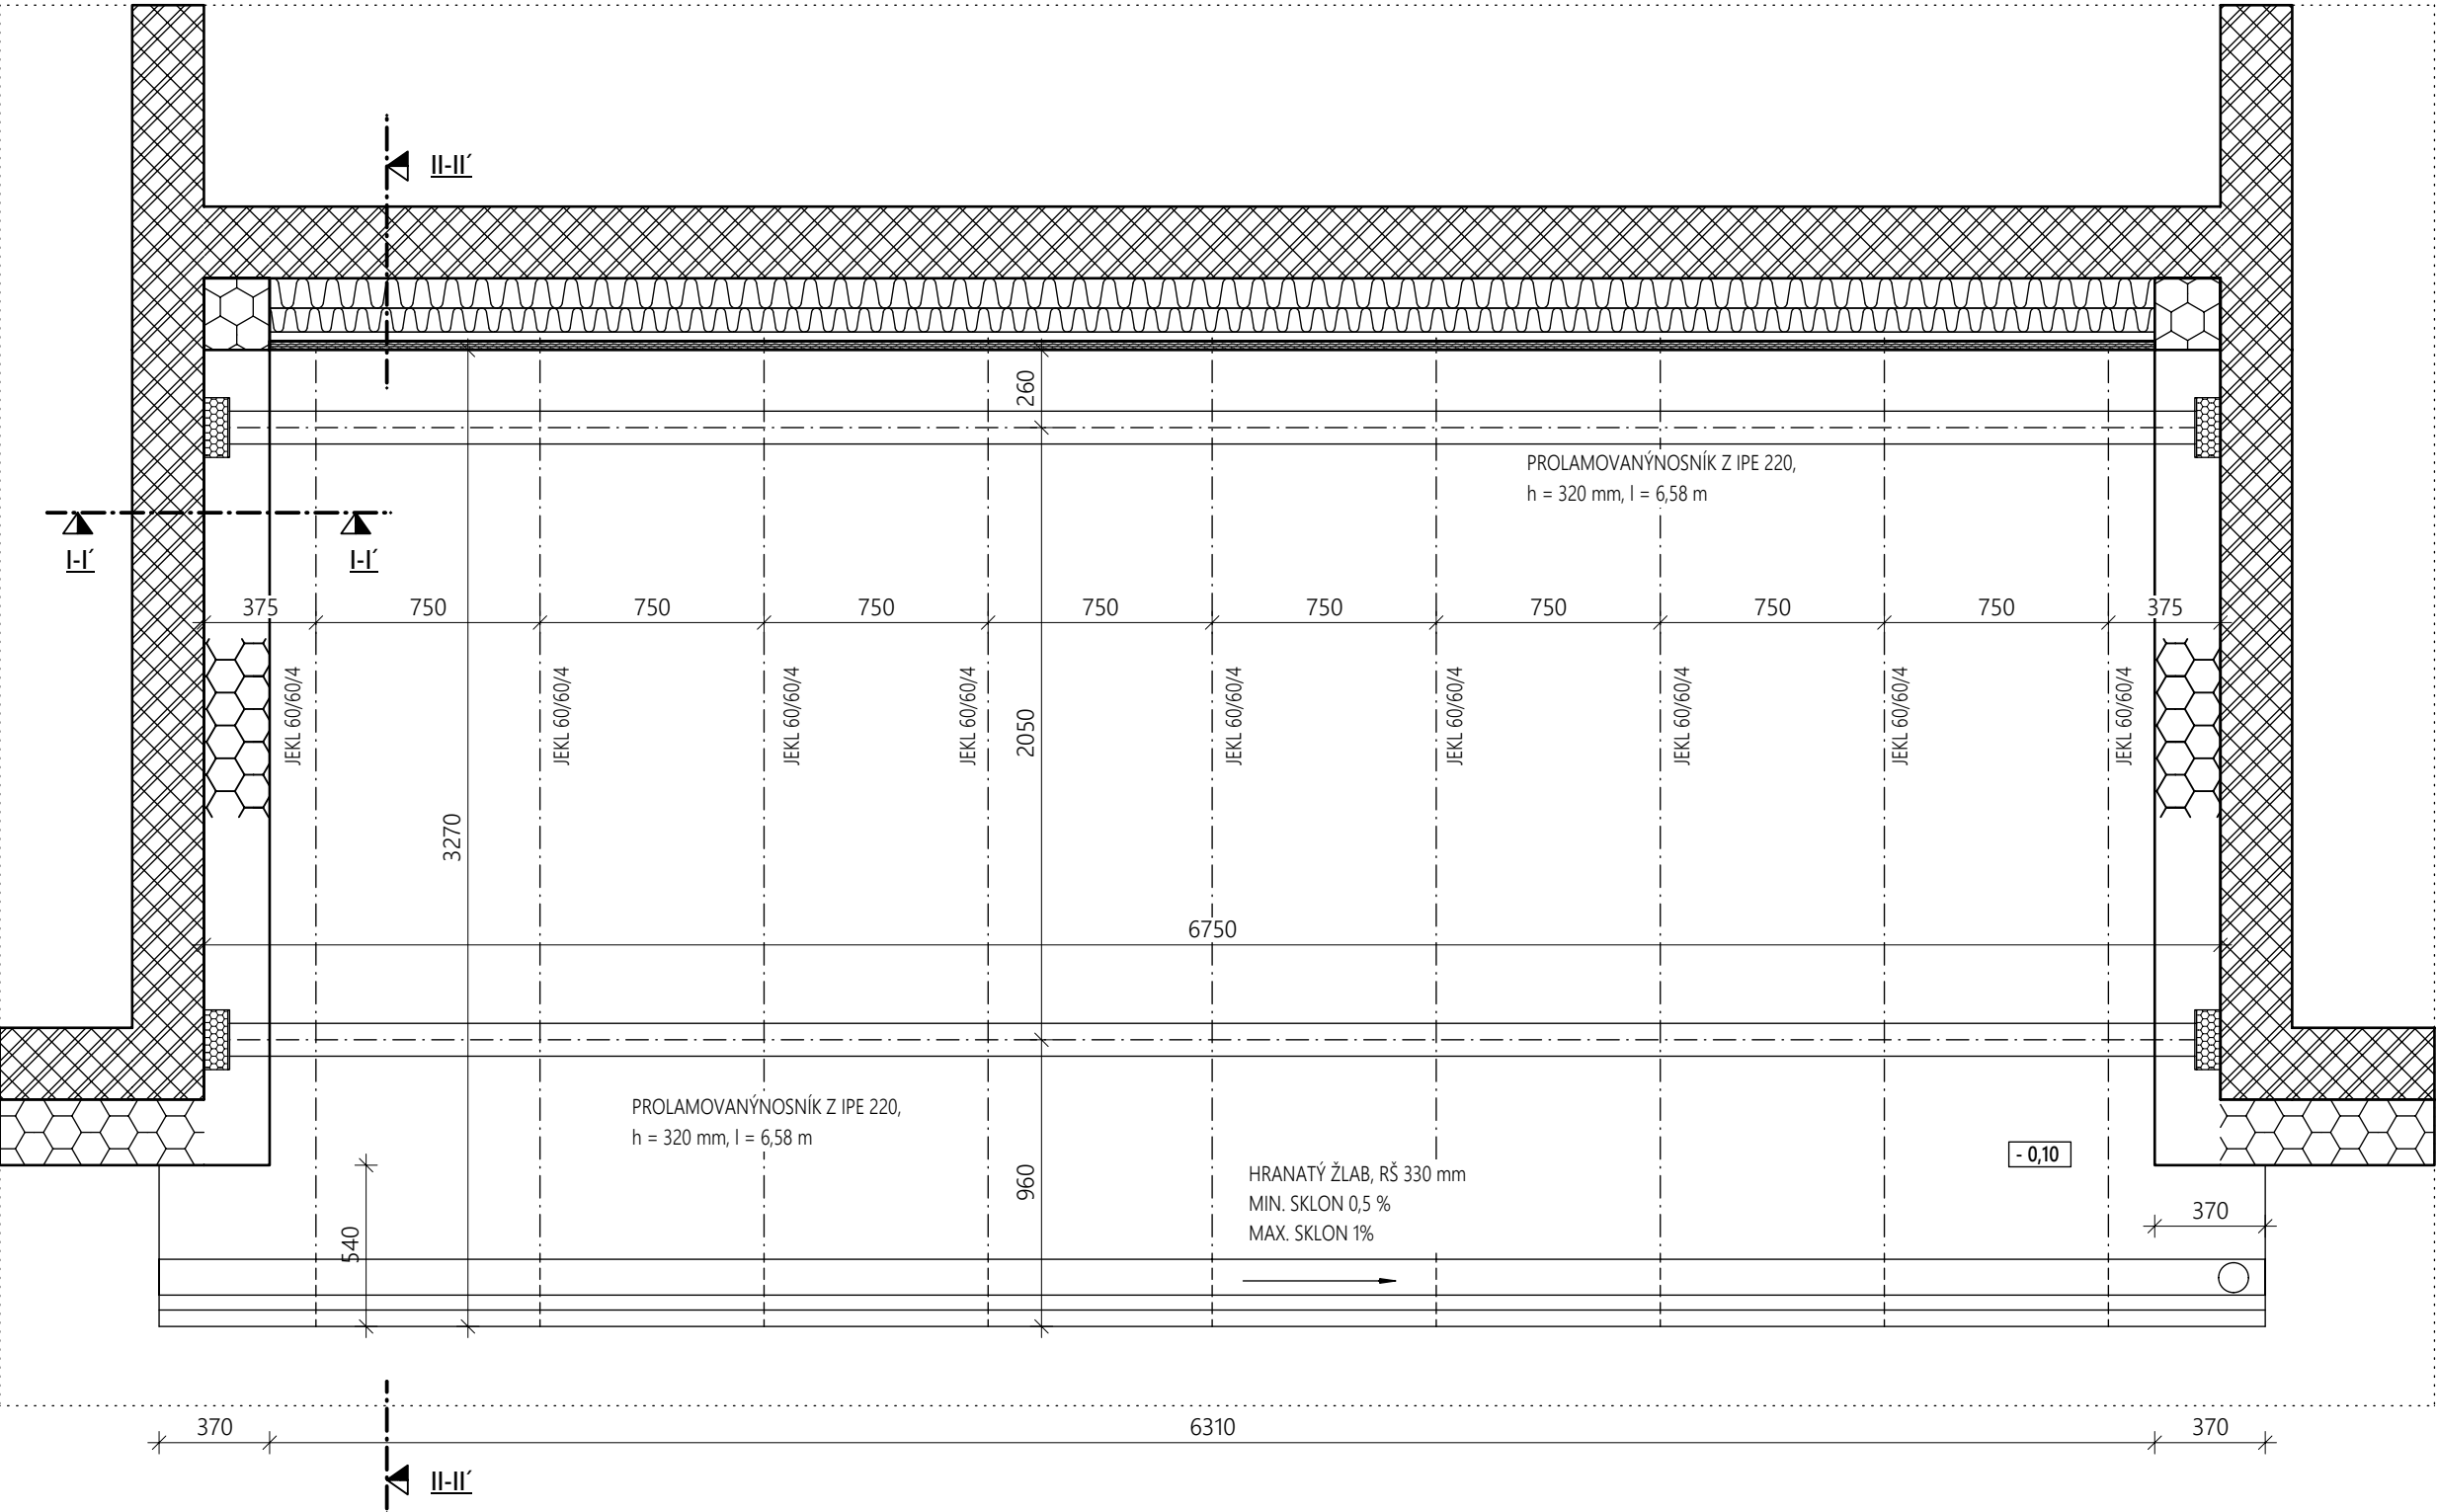 II-II´
260
PROLAMOVANÝNOSNÍK Z IPE 220,
h = 320 mm, l = 6,58 m
I-I´
I-I´
375
750
750
750
750
750
750
750
750
375
JEKL 60/60/4
JEKL 60/60/4
JEKL 60/60/4
JEKL 60/60/4
2050
JEKL 60/60/4
JEKL 60/60/4
JEKL 60/60/4
JEKL 60/60/4
JEKL 60/60/4
3270
6750
PROLAMOVANÝNOSNÍK Z IPE 220,
h = 320 mm, l = 6,58 m
960
HRANATÝ ŽLAB, RŠ 330 mm
MIN. SKLON 0,5 %
MAX. SKLON 1%
- 0,10
540
370
370
6310
370
II-II´